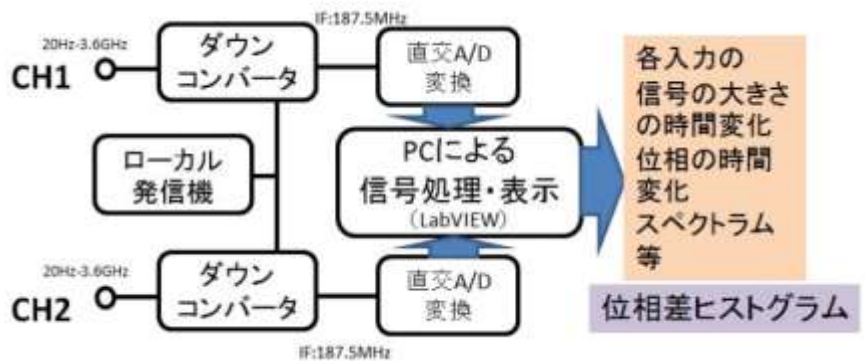 IF:187.5MHz
20Hz-3.6GHz
CH1
ダウン
コンバータ
直交A/D
変換
ローカル
発信機
PCによる
信号処理・表示
(LabVIEW)
各入力の
信号の大きさ
の時間変化
位相の時間
変化
スペクトラム
等
20Hz-3.6GHz
CH2
ダウン
コンバータ
直交A/D
変換
IF:187.5MHz
位相差ヒストグラム